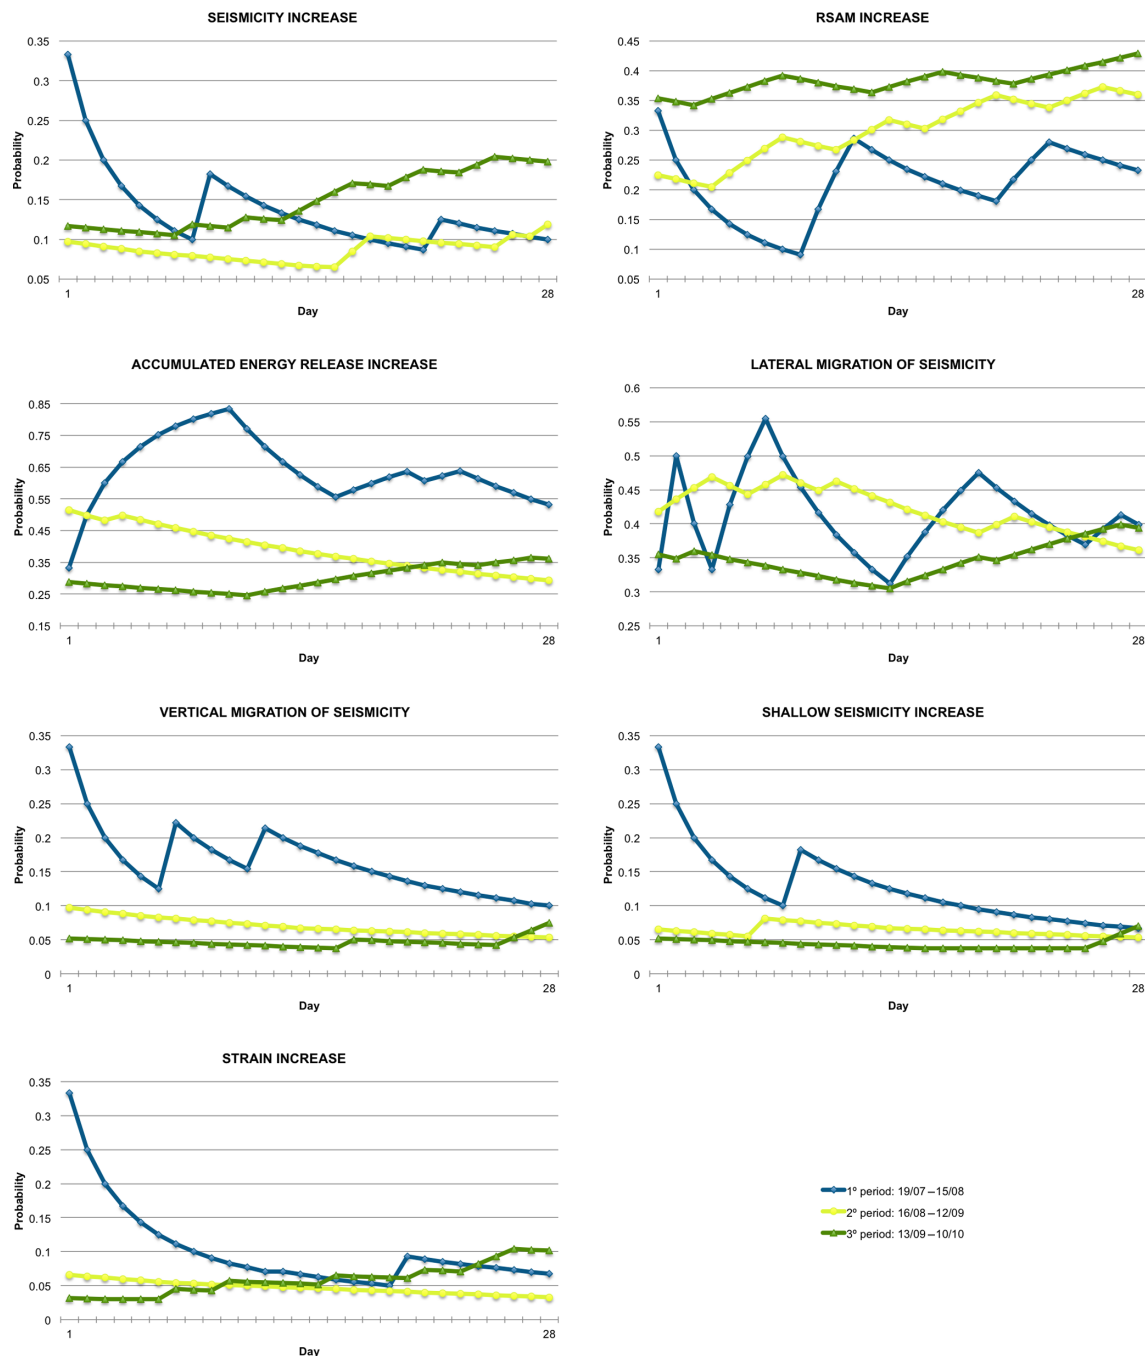 SEISMICITY INCREASE
0.35
0.3
0.25
0.2
0.15
0.1
0.05
Probability
1
28
Day
RSAM INCREASE
0.45
0.4
0.35
0.3
0.25
0.2
0.15
0.1
0.05
Probability
1
28
Day
ACCUMULATED ENERGY RELEASE INCREASE
0.85
0.75
0.65
0.55
0.45
0.35
0.25
0.15
Probability
1
28
Day
LATERAL MIGRATION OF SEISMICITY
0.6
0.55
0.5
0.45
0.4
0.35
0.3
0.25
Probability
1
28
Day
VERTICAL MIGRATION OF SEISMICITY
0.35
0.3
0.25
0.2
0.15
0.1
0.05
0
Probability
1
28
Day
SHALLOW SEISMICITY INCREASE
0.35
0.3
0.25
0.2
0.15
0.1
0.05
0
Probability
1
28
Day
STRAIN INCREASE
0.35
0.3
0.25
0.2
0.15
0.1
0.05
0
Probability
1
28
Day
1º period: 19/07 –15/08
2º period: 16/08 –12/09
3º period: 13/09 –10/10